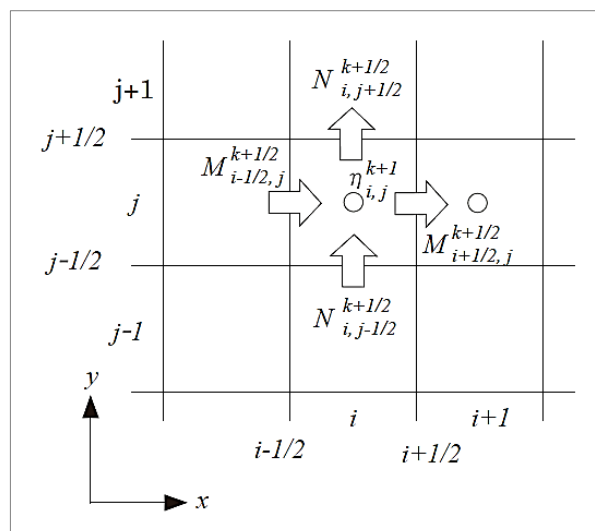 j+1
N^{k+1/2}_{i, j+1/2}
j+1/2
M^{k+1/2}_{i-1/2, j}
η^{k+1}_{i, j}
j
M^{k+1/2}_{i+1/2, j}
j-1/2
N^{k+1/2}_{i, j-1/2}
j-1
y
i
i+1
i-1/2
i+1/2
x